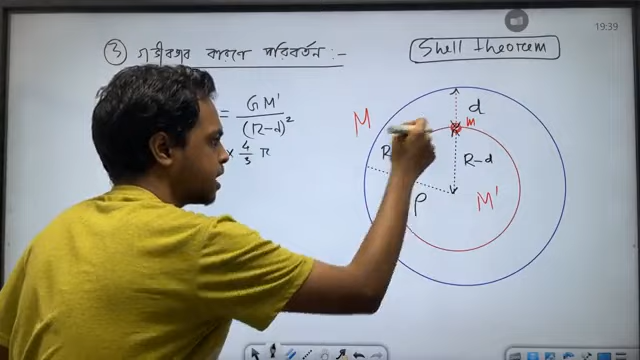 ③ গভীরতার কারণে পরিবর্তন :-
Shell theorem
19:39
= GM' / (R-d)²
× 4/3 π
M
d
m
R
R-d
ρ
M'